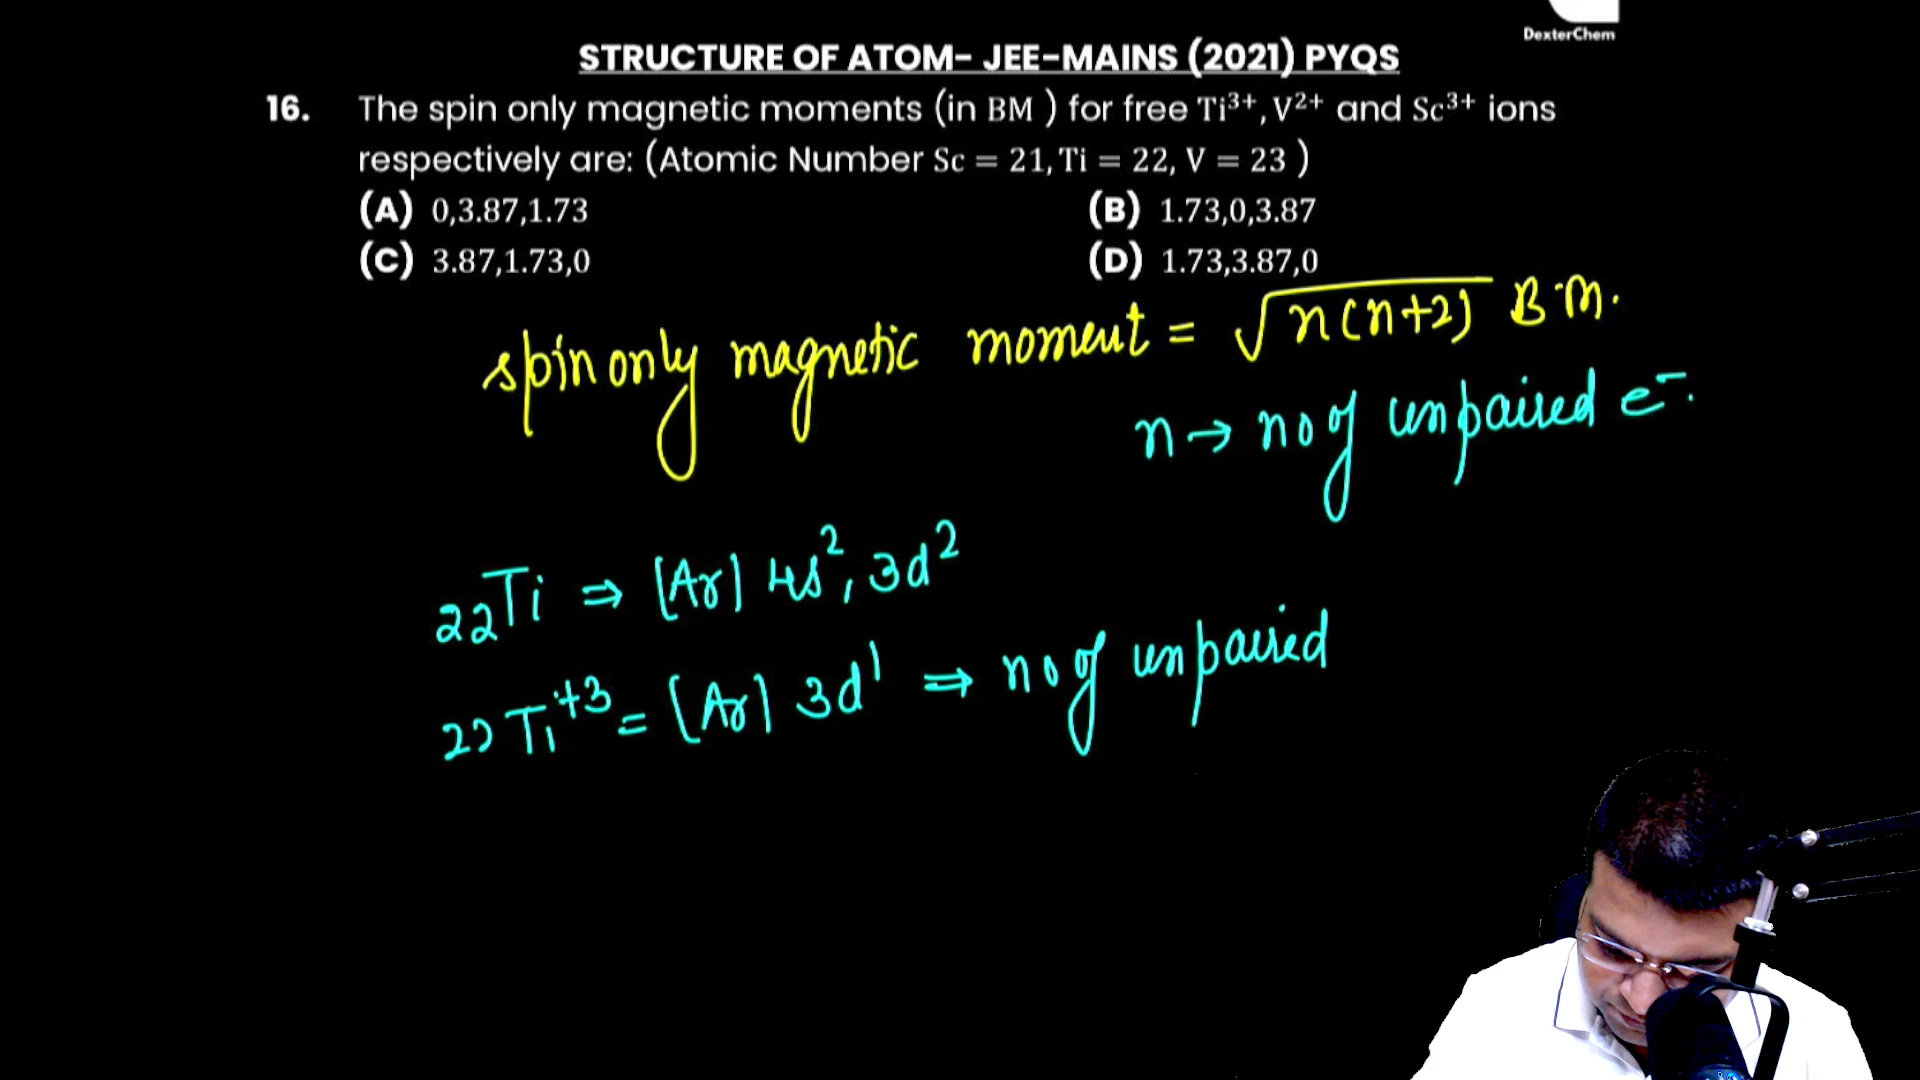 DexterChem
STRUCTURE OF ATOM- JEE-MAINS (2021) PYQS
16. The spin only magnetic moments (in BM ) for free Ti³⁺, V²⁺ and Sc³⁺ ions
respectively are: (Atomic Number Sc = 21, Ti = 22, V = 23 )
(A) 0,3.87,1.73 (B) 1.73,0,3.87
(C) 3.87,1.73,0 (D) 1.73,3.87,0
spin only magnetic moment = √n(n+2) B.M.
n → no of unpaired e⁻.
₂₂Ti ⇒ [Ar] 4s², 3d²
₂₂Ti⁺³ = [Ar] 3d¹ ⇒ no of unpaired